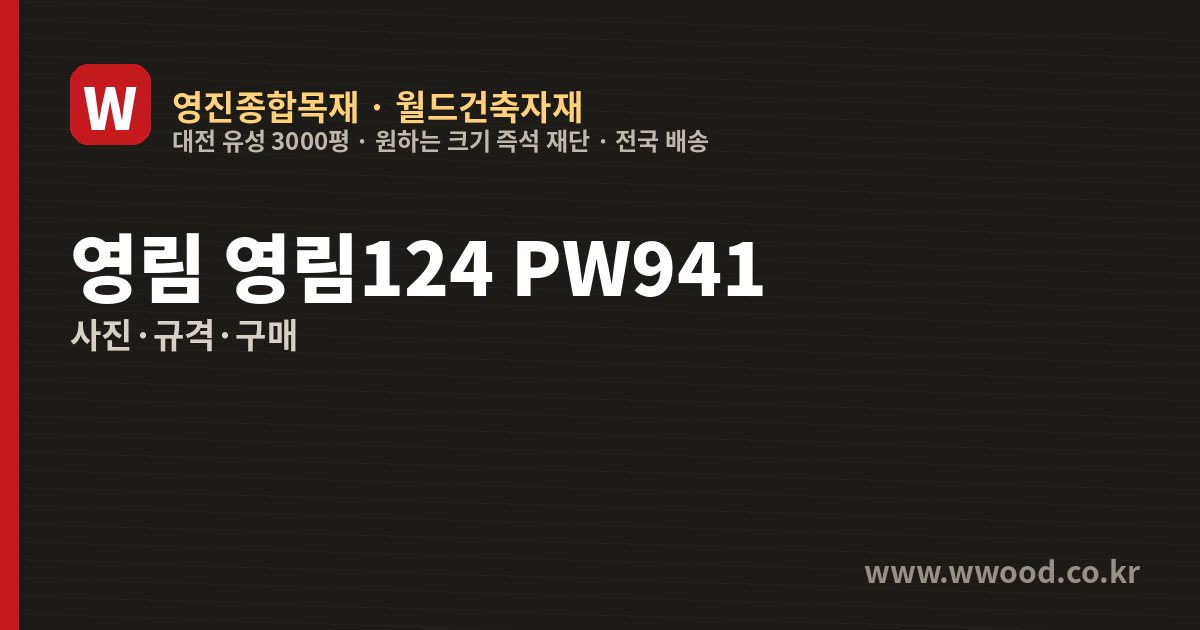 W
영진종합목재 · 월드건축자재
대전 유성 3000평 · 원하는 크기 즉석 재단 · 전국 배송
영림 영림124 PW941
사진·규격·구매
www.wwood.co.kr